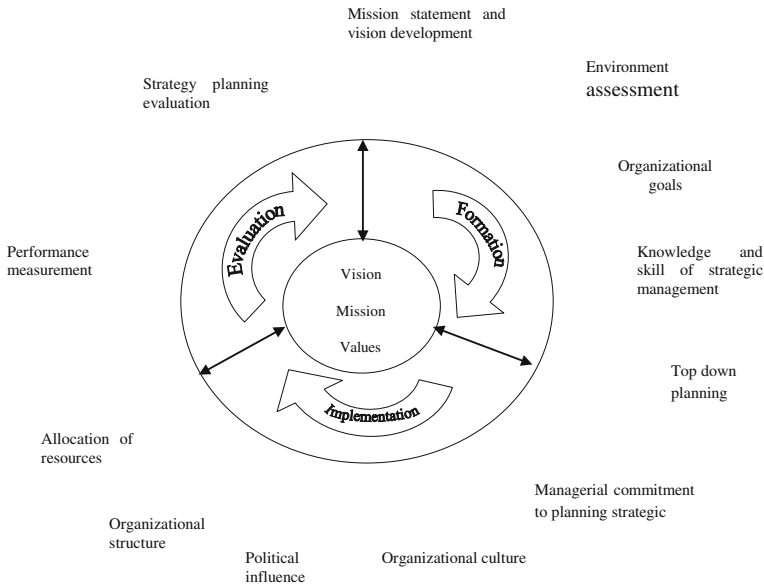 Mission statement and
vision development
Environment
assessment
Strategy planning
evaluation
Organizational
goals
Evaluation
Formation
Performance
measurement
Knowledge and
skill of strategic
management
Vision
Mission
Values
Top down
planning
Implementation
Allocation of
resources
Managerial commitment
to planning strategic
Organizational
structure
Political
influence
Organizational culture